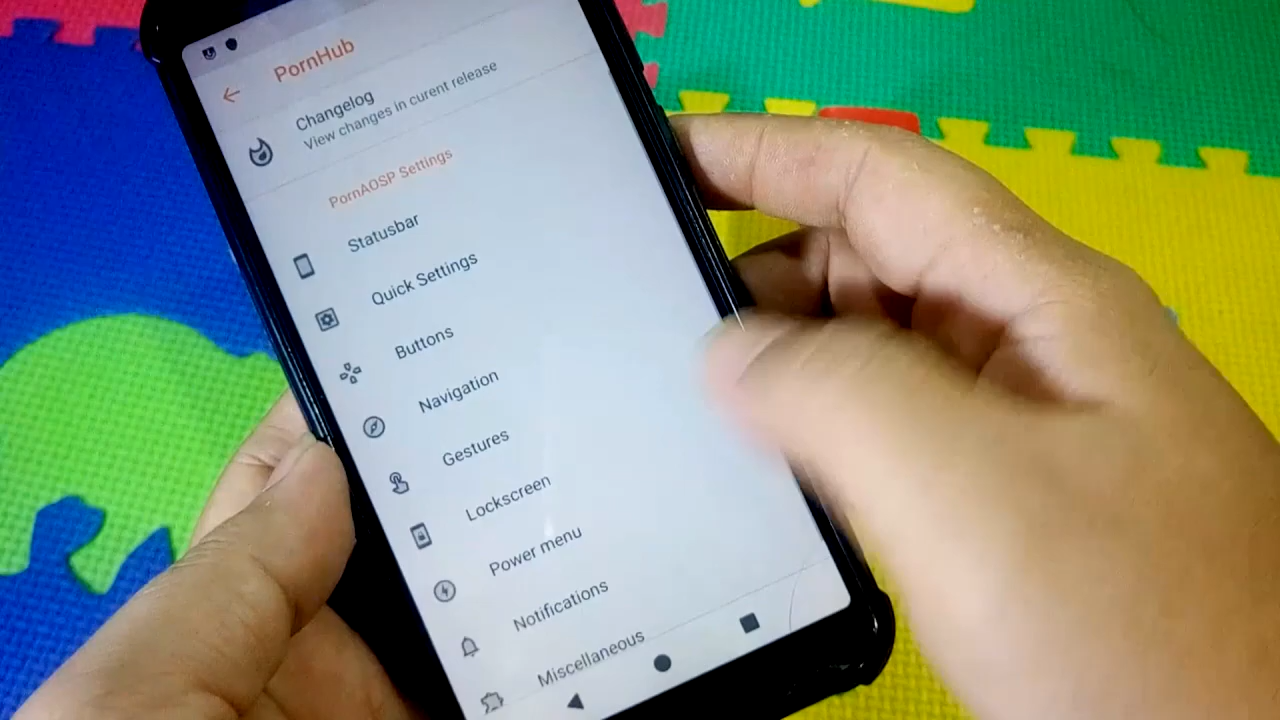 PornHub
Changelog
View changes in curent release
PornAOSP Settings
Statusbar
Quick Settings
Buttons
Navigation
Gestures
Lockscreen
Power menu
Notifications
Miscellaneous